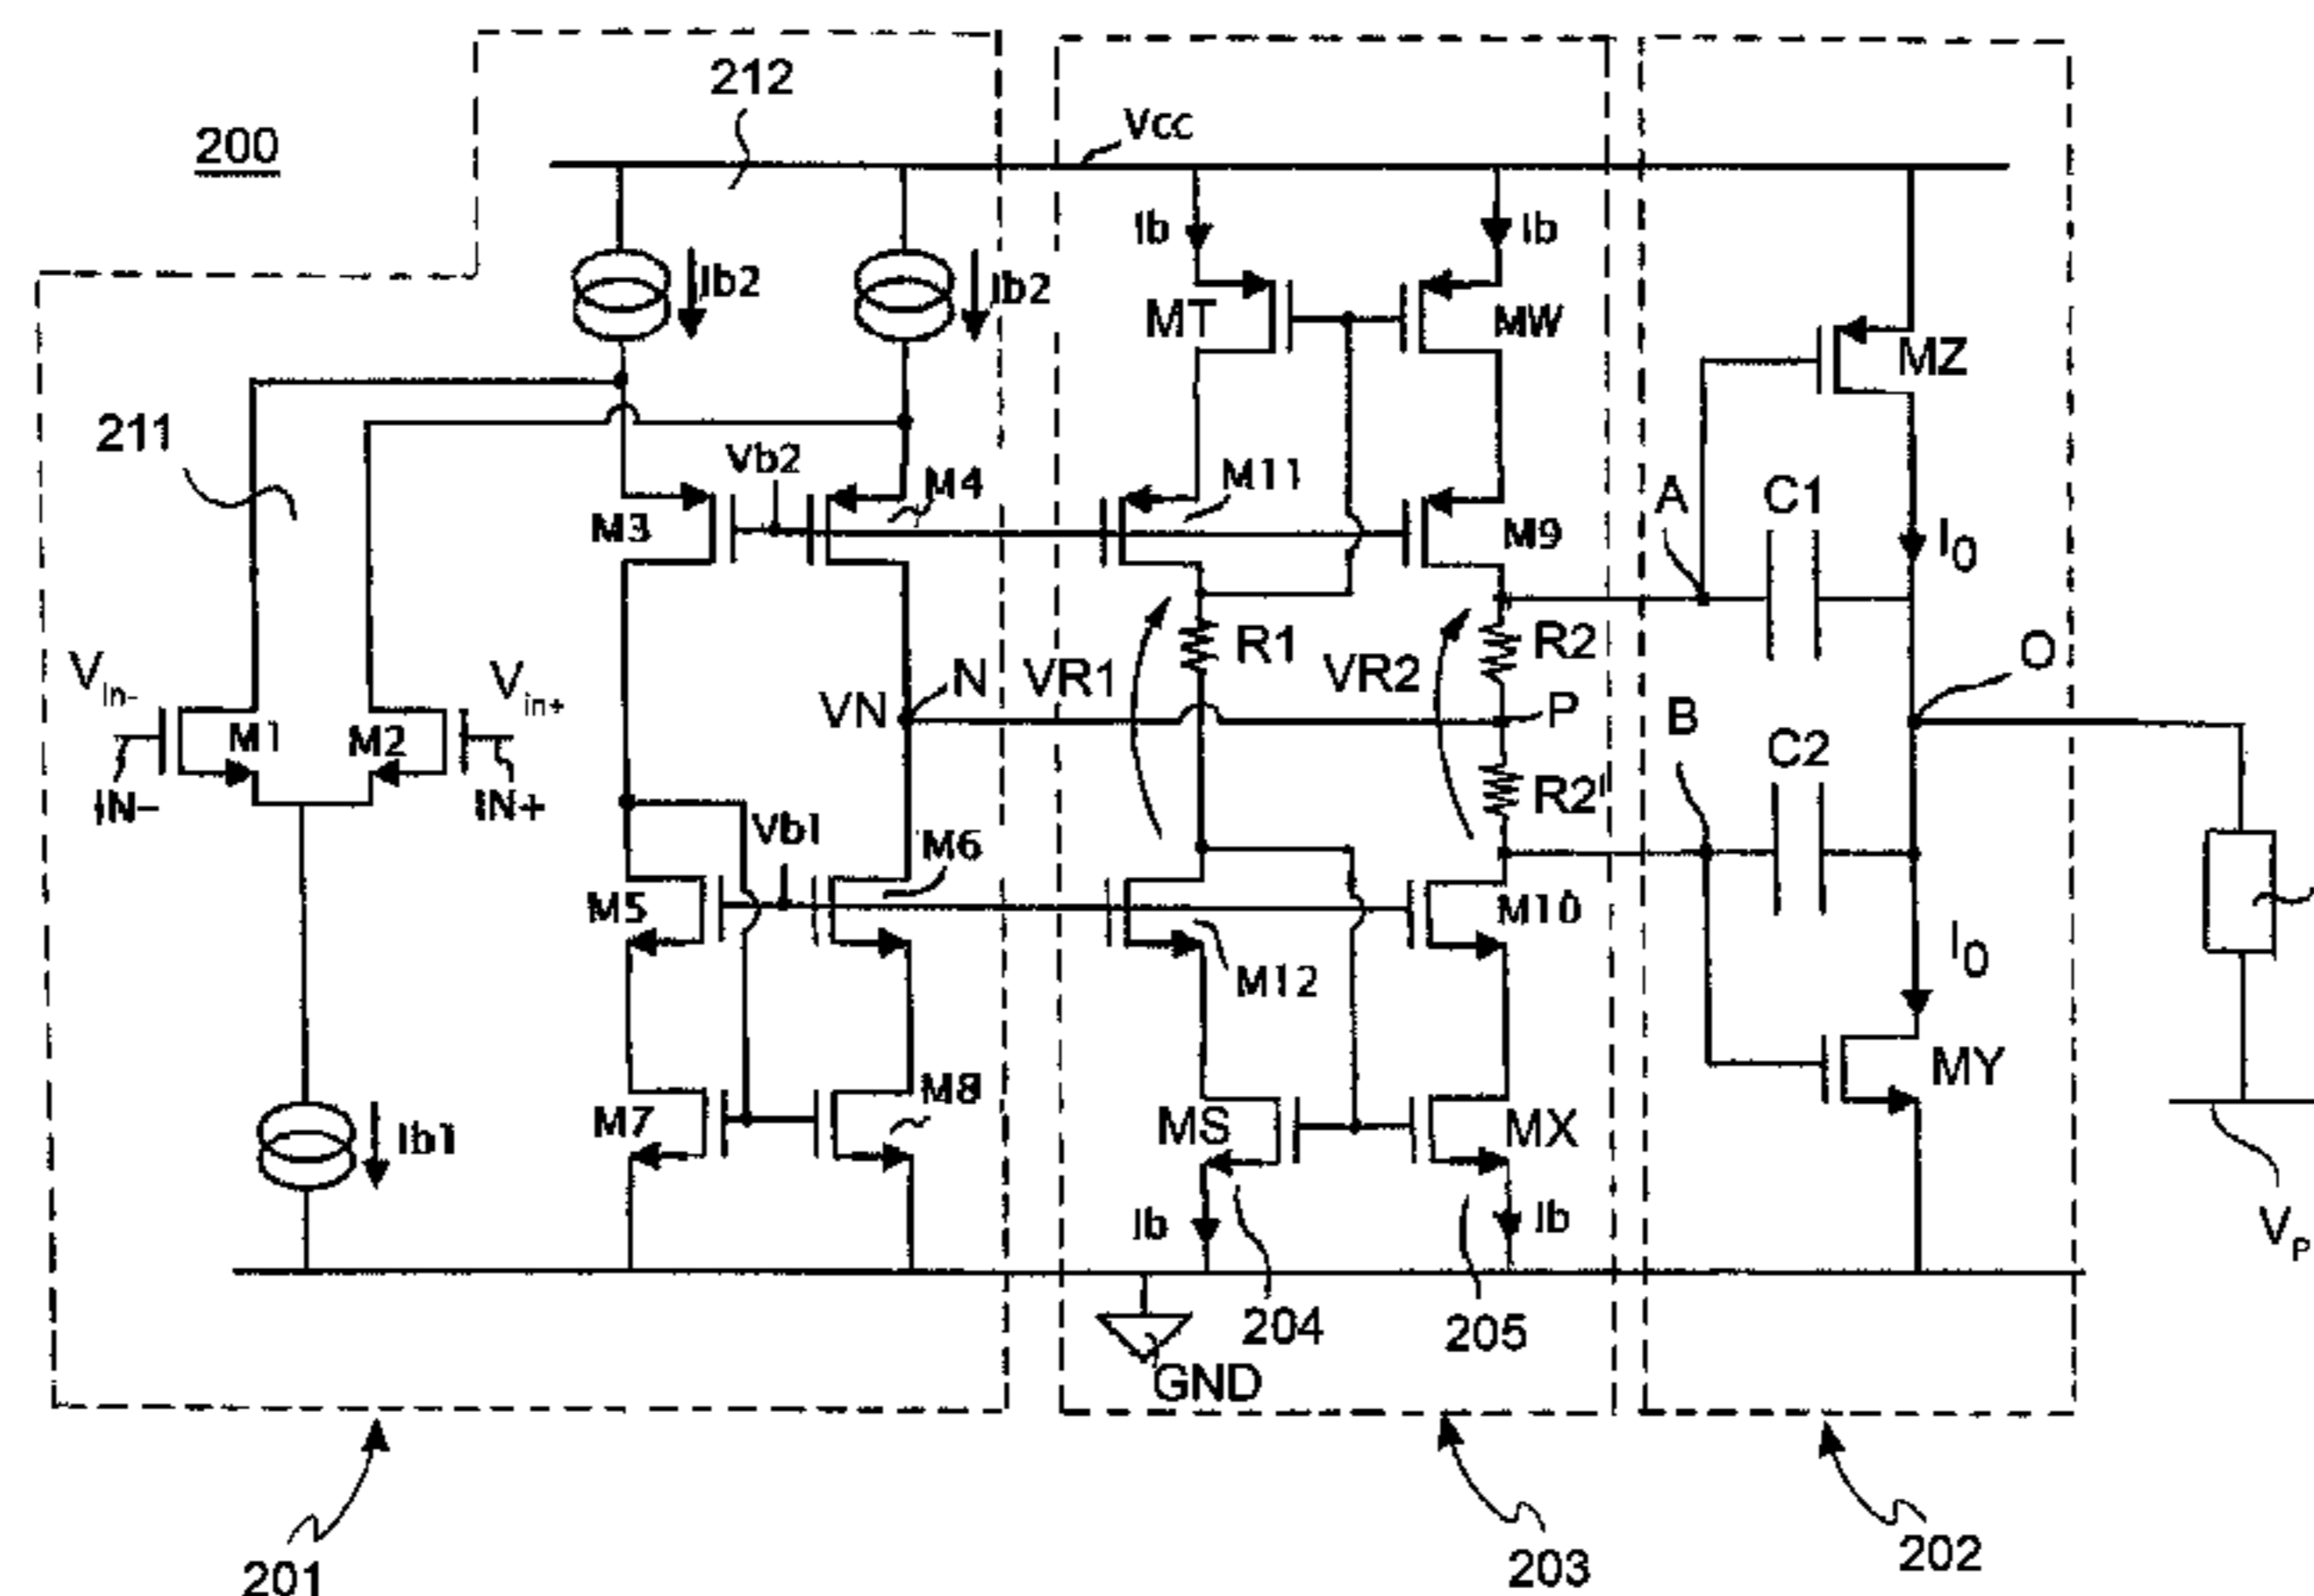 200
212
Vcc
Ib2
Ib2
Ib
Ib
MT
MW
MZ
211
Vb2
M4
M3
M11
M9
A
C1
I0
Vin-
Vin+
VN
N
VR1
R1
VR2
R2
P
O
B
C2
R2'
M1
M2
IN-
IN+
Vb1
M6
M5
M10
M12
I0
M7
M8
MS
MX
MY
Ib1
Ib
Ib
204
205
GND
VP
201
203
202